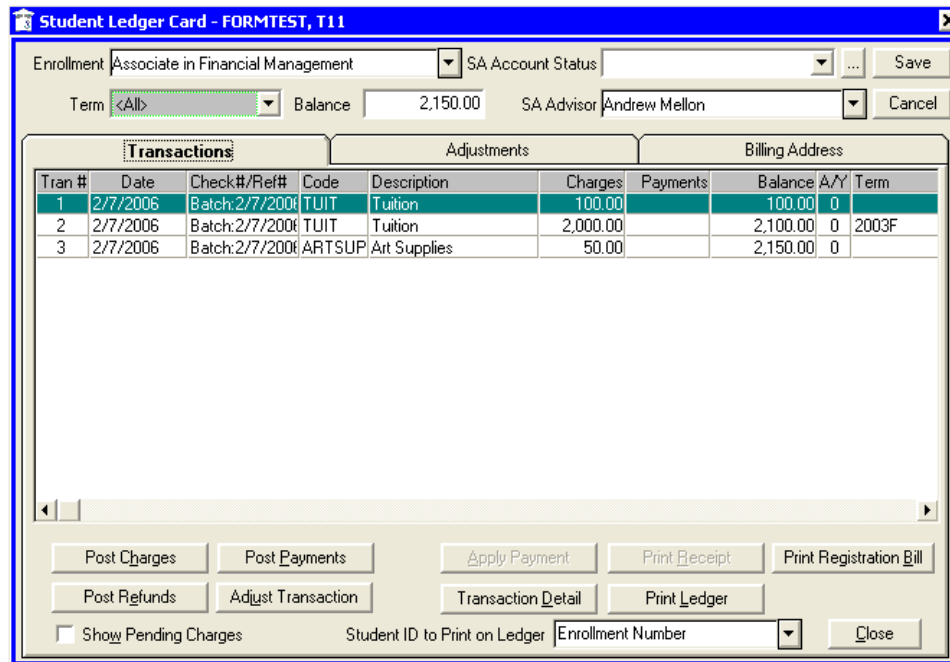 Student Ledger Card - FORMTEST, T11
Enrollment Associate in Financial Management SA Account Status ... Save
Term <All> Balance 2,150.00 SA Advisor Andrew Mellon Cancel
Transactions Adjustments Billing Address
Tran # Date Check#/Ref# Code Description Charges Payments Balance A/Y Term
1 2/7/2006 Batch:2/7/200 TUIT Tuition 100.00 100.00 0
2 2/7/2006 Batch:2/7/200 TUIT Tuition 2,000.00 2,100.00 0 2003F
3 2/7/2006 Batch:2/7/200 ARTSUP Art Supplies 50.00 2,150.00 0
Post Charges Post Payments Apply Payment Print Receipt Print Registration Bill
Post Refunds Adjust Transaction Transaction Detail Print Ledger
Show Pending Charges Student ID to Print on Ledger Enrollment Number Close